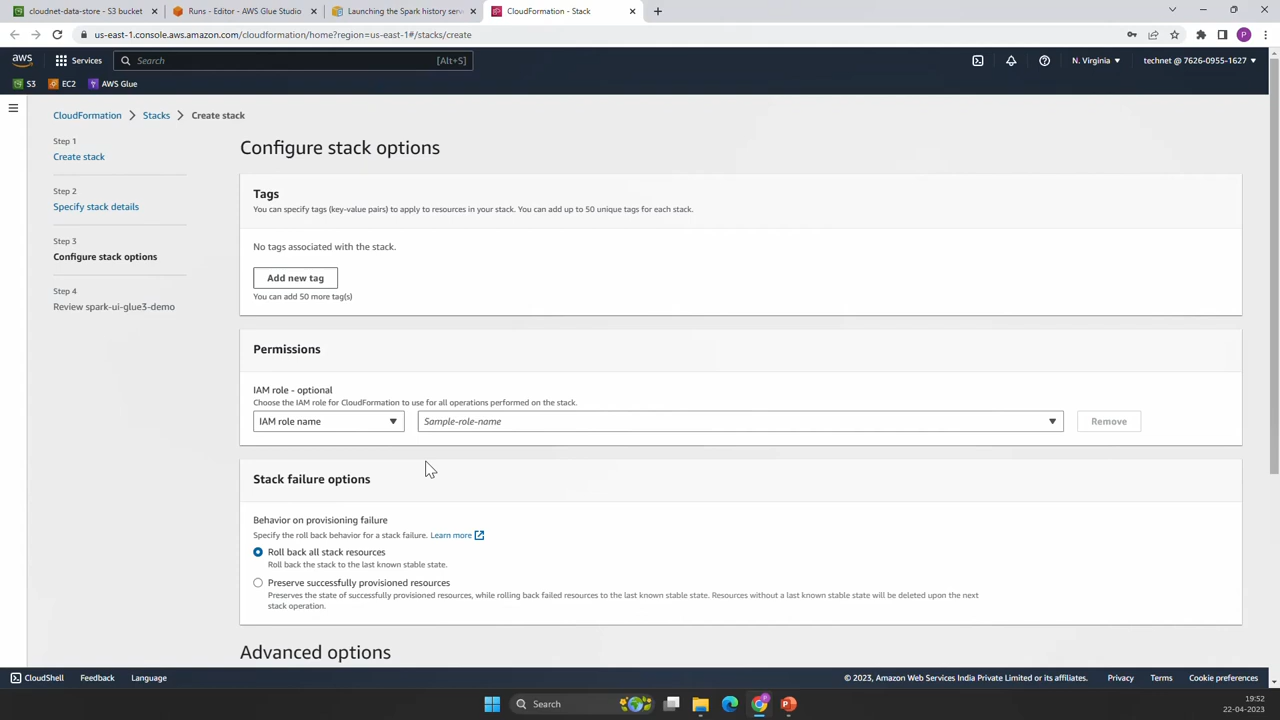 cloudnet-data-store - S3 bucket
Runs - Editor - AWS Glue Studio
Launching the Spark history serv
CloudFormation - Stack
us-east-1.console.aws.amazon.com/cloudformation/home?region=us-east-1#/stacks/create
P
aws
Services
Search
[Alt+S]
N. Virginia
technet @ 7626-0955-1627
S3
EC2
AWS Glue
CloudFormation
Stacks
Create stack
Step 1
Create stack
Step 2
Specify stack details
Step 3
Configure stack options
Step 4
Review spark-ui-glue3-demo
Configure stack options
Tags
You can specify tags (key-value pairs) to apply to resources in your stack. You can add up to 50 unique tags for each stack.
No tags associated with the stack.
Add new tag
You can add 50 more tag(s)
Permissions
IAM role - optional
Choose the IAM role for CloudFormation to use for all operations performed on the stack.
IAM role name
Sample-role-name
Remove
Stack failure options
Behavior on provisioning failure
Specify the roll back behavior for a stack failure. Learn more
Roll back all stack resources
Roll back the stack to the last known stable state.
Preserve successfully provisioned resources
Preserves the state of successfully provisioned resources, while rolling back failed resources to the last known stable state. Resources without a last known stable state will be deleted upon the next
stack operation.
Advanced options
CloudShell
Feedback
Language
© 2023, Amazon Web Services India Private Limited or its affiliates.
Privacy
Terms
Cookie preferences
Search
19:52
22-04-2023